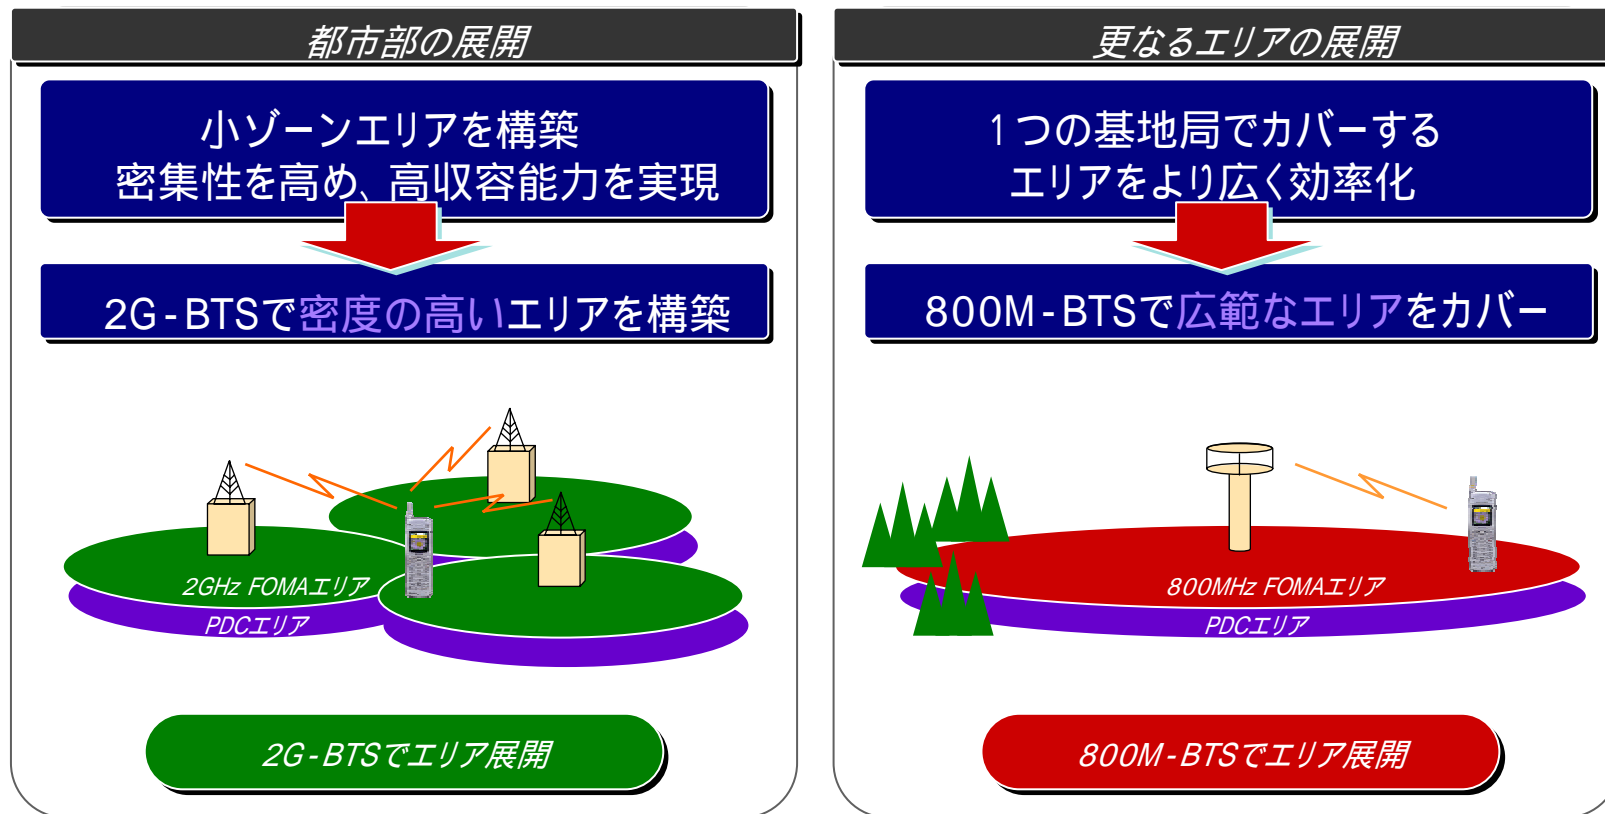 都市部の展開
小ゾーンエリアを構築
密集性を高め、高収容能力を実現
2G-BTSで密度の高いエリアを構築
2GHz FOMAエリア
PDCエリア
2G-BTSでエリア展開
更なるエリアの展開
1つの基地局でカバーする
エリアをより広く効率化
800M-BTSで広範なエリアをカバー
800MHz FOMAエリア
PDCエリア
800M-BTSでエリア展開